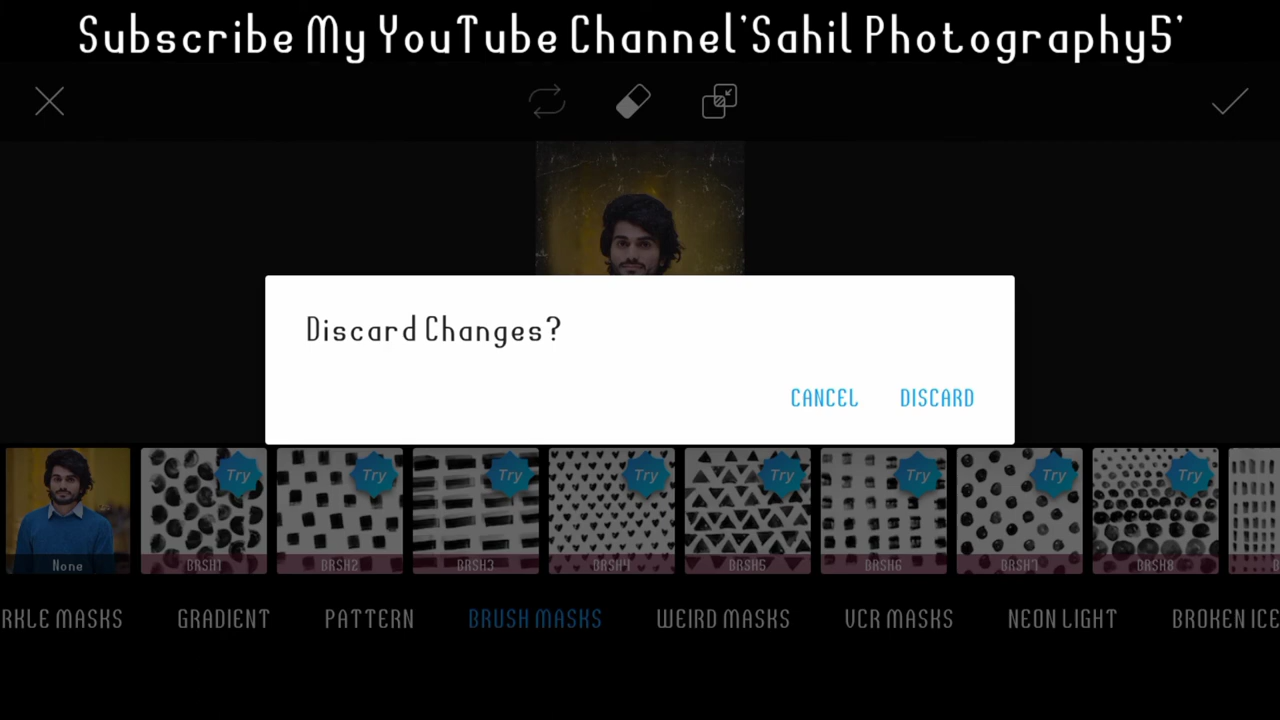 Subscribe My YouTube Channel'Sahil Photography5'
Discard Changes?
CANCEL DISCARD
Try Try Try Try Try Try Try Try
None BRSH1 BRSH2 BRSH3 BRSH4 BRSH5 BRSH6 BRSH7 BRSH8
RKLE MASKS GRADIENT PATTERN BRUSH MASKS WEIRD MASKS VCR MASKS NEON LIGHT BROKEN ICE